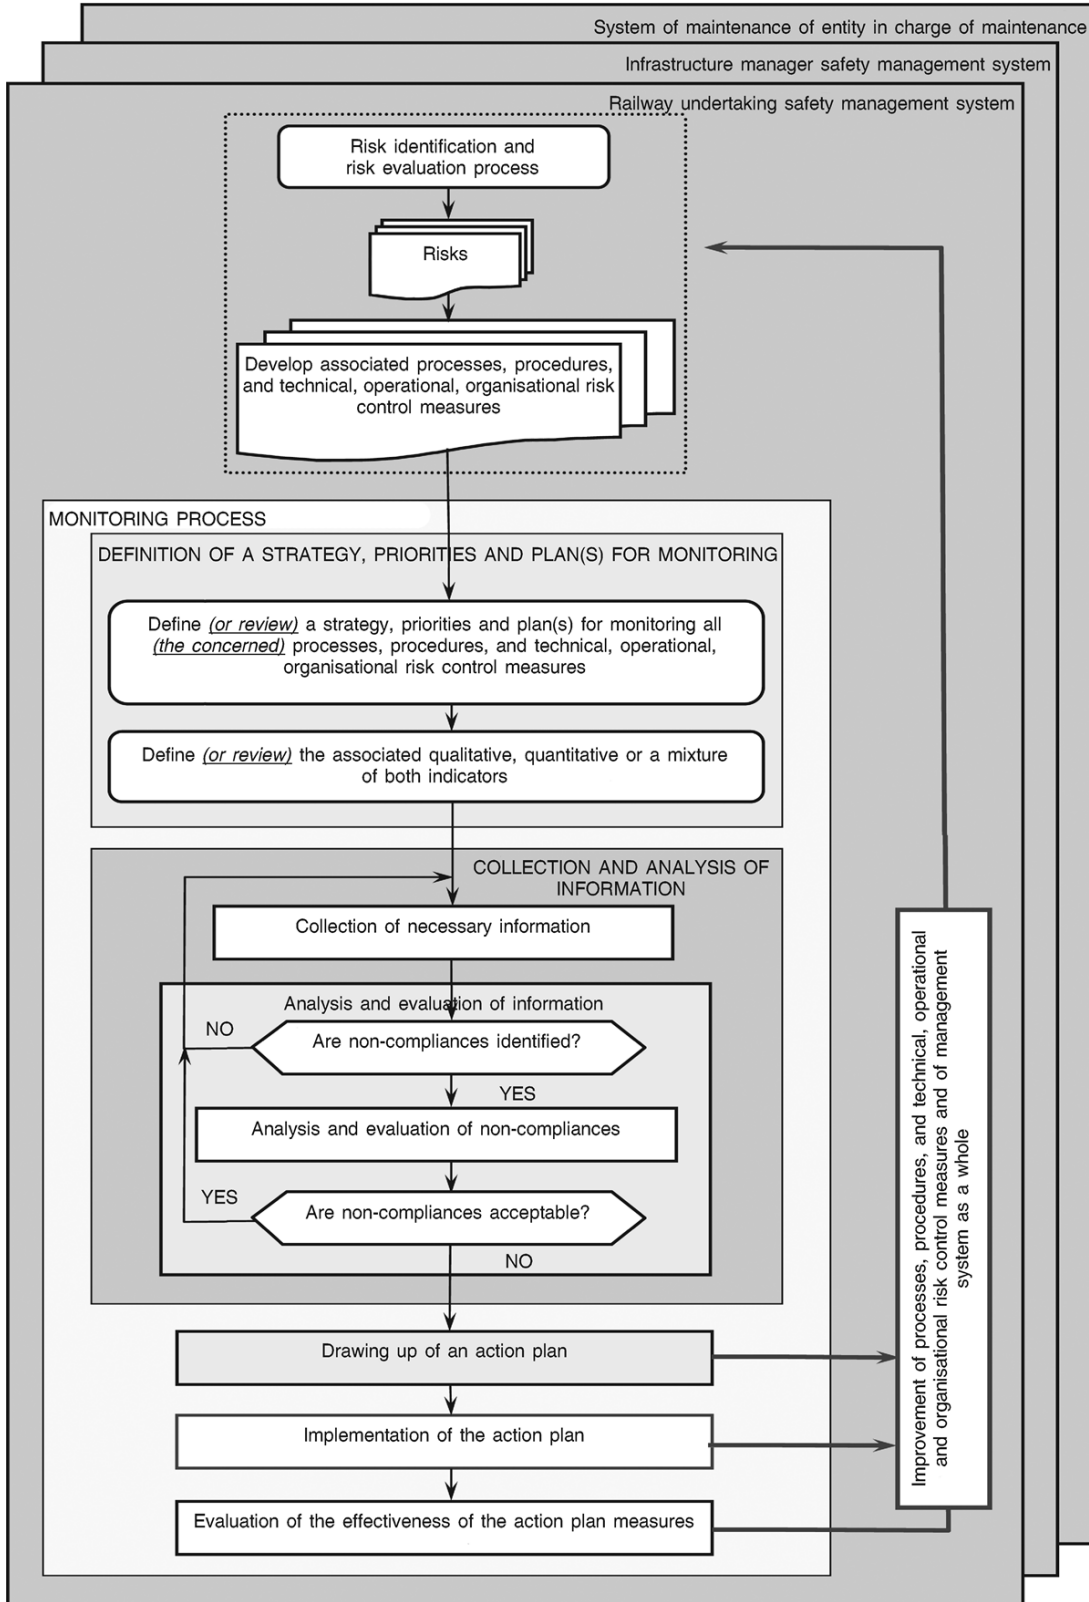 System of maintenance of entity in charge of maintenance
Infrastructure manager safety management system
Railway undertaking safety management system
Risk identification and
risk evaluation process
Risks
Develop associated processes, procedures,
and technical, operational, organisational risk
control measures
MONITORING PROCESS
DEFINITION OF A STRATEGY, PRIORITIES AND PLAN(S) FOR MONITORING
Define (or review) a strategy, priorities and plan(s) for monitoring all
(the concerned) processes, procedures, and technical, operational,
organisational risk control measures
Define (or review) the associated qualitative, quantitative or a mixture
of both indicators
COLLECTION AND ANALYSIS OF
INFORMATION
Collection of necessary information
Analysis and evaluation of information
NO
Are non-compliances identified?
YES
Analysis and evaluation of non-compliances
YES
Are non-compliances acceptable?
NO
Drawing up of an action plan
Implementation of the action plan
Evaluation of the effectiveness of the action plan measures
Improvement of processes, procedures, and technical, operational
and organisational risk control measures and of management
system as a whole